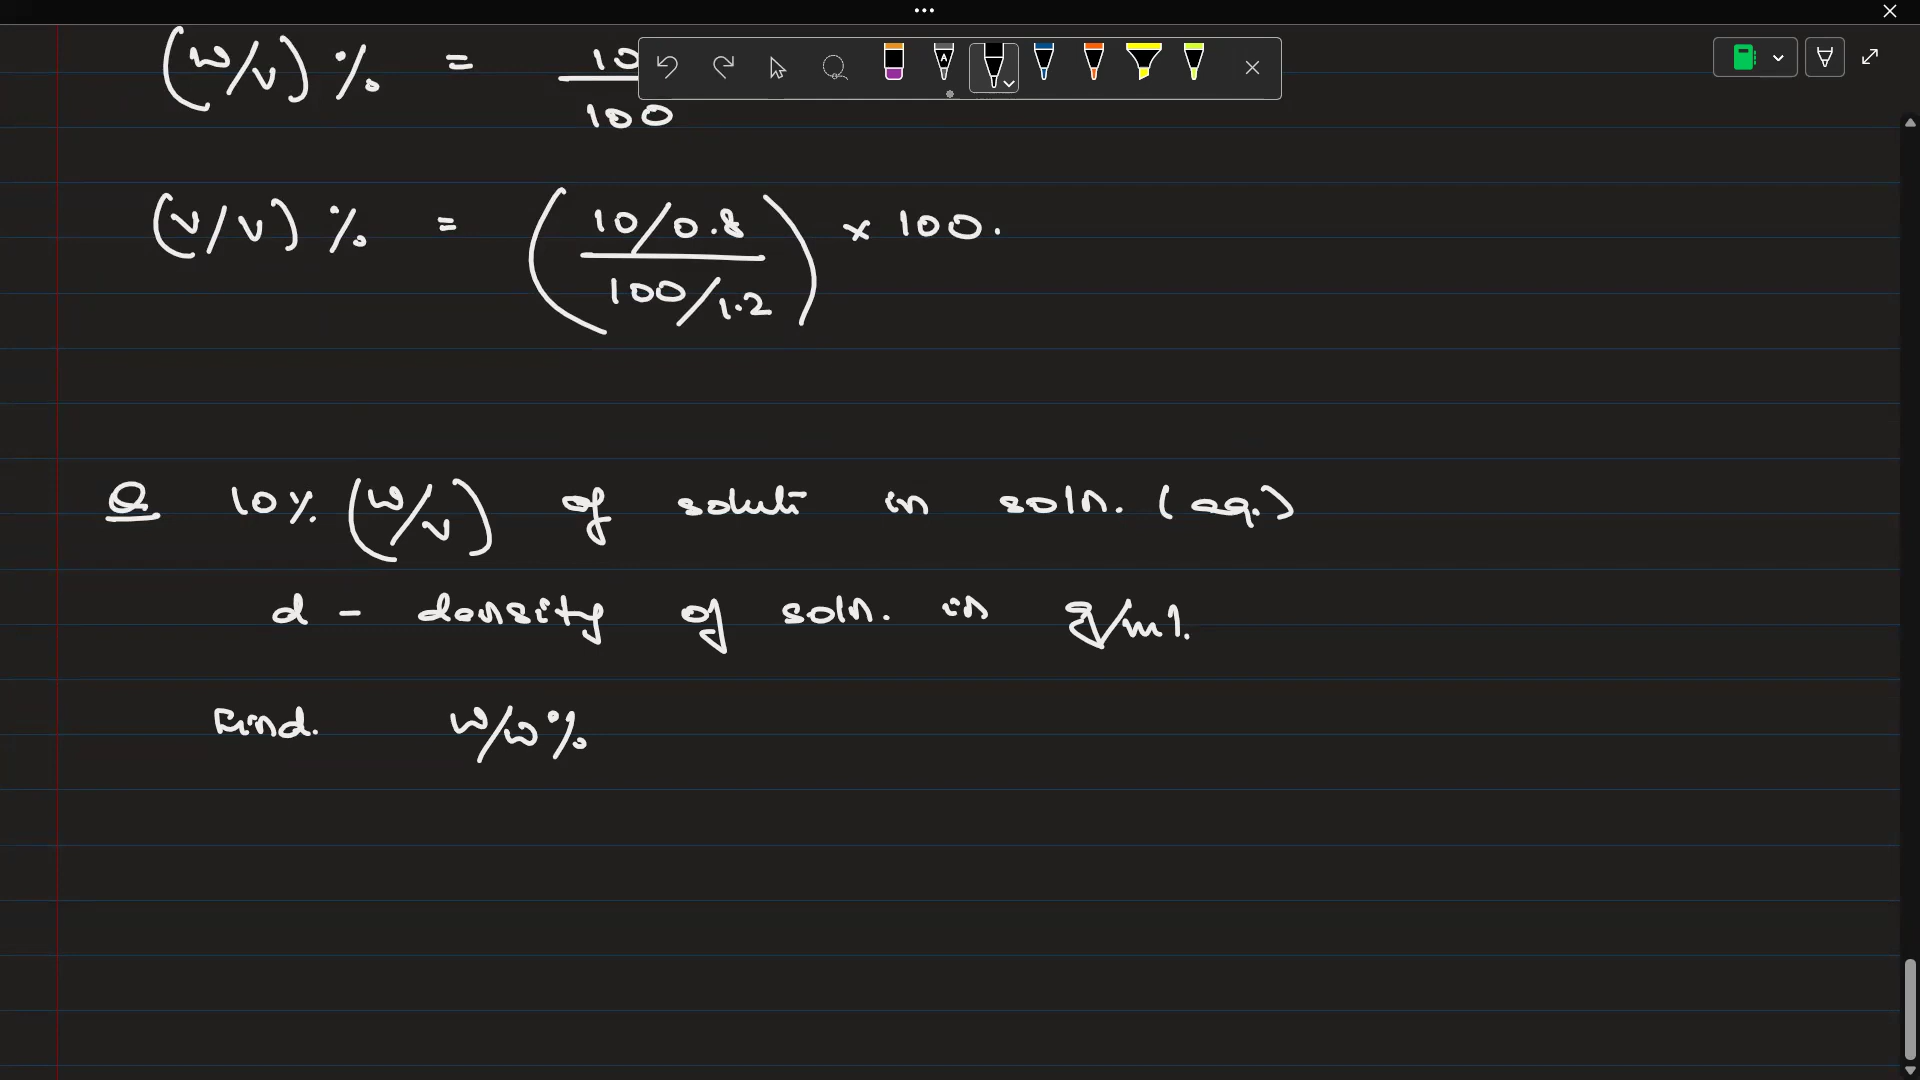 (w/v) % = 10
100
(v/v) % = (10/0.8 / 100/1.2) × 100.
Q 10% (w/v) of solute in soln. (aq.)
d - density of soln. in g/ml.
Find. w/w %